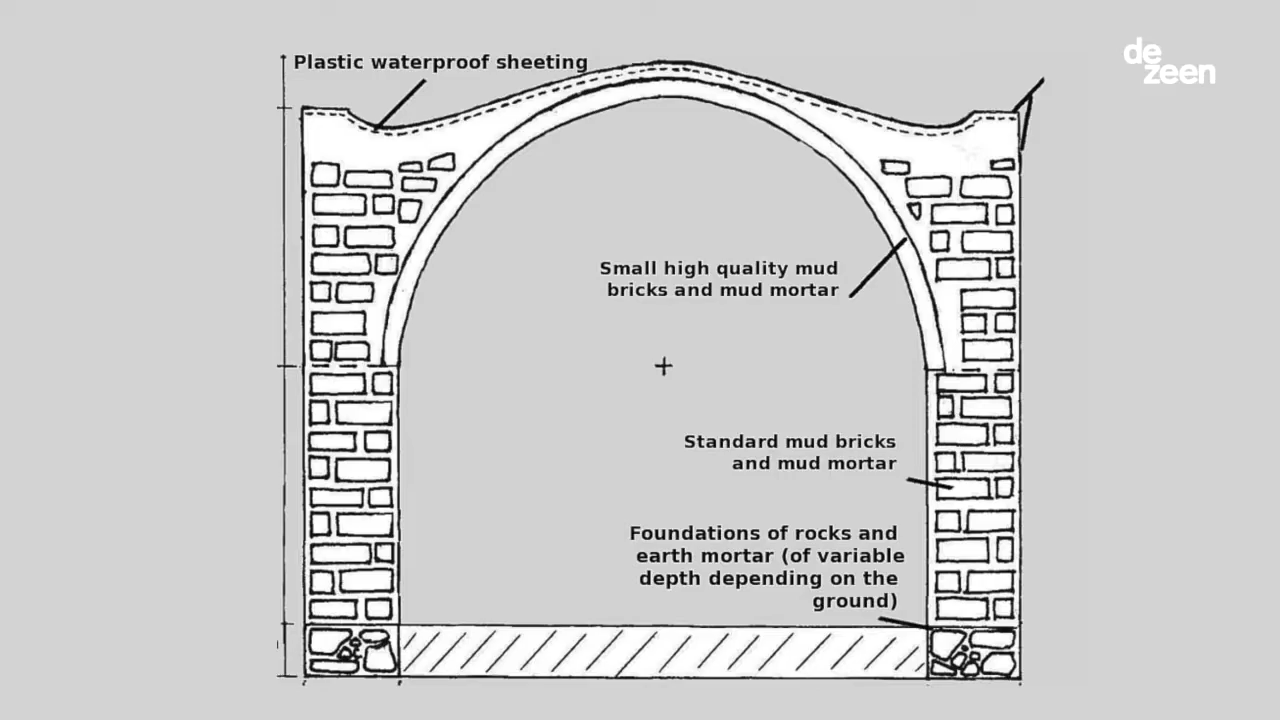 Plastic waterproof sheeting
de
zeen
Small high quality mud
bricks and mud mortar
Standard mud bricks
and mud mortar
Foundations of rocks and
earth mortar (of variable
depth depending on the
ground)